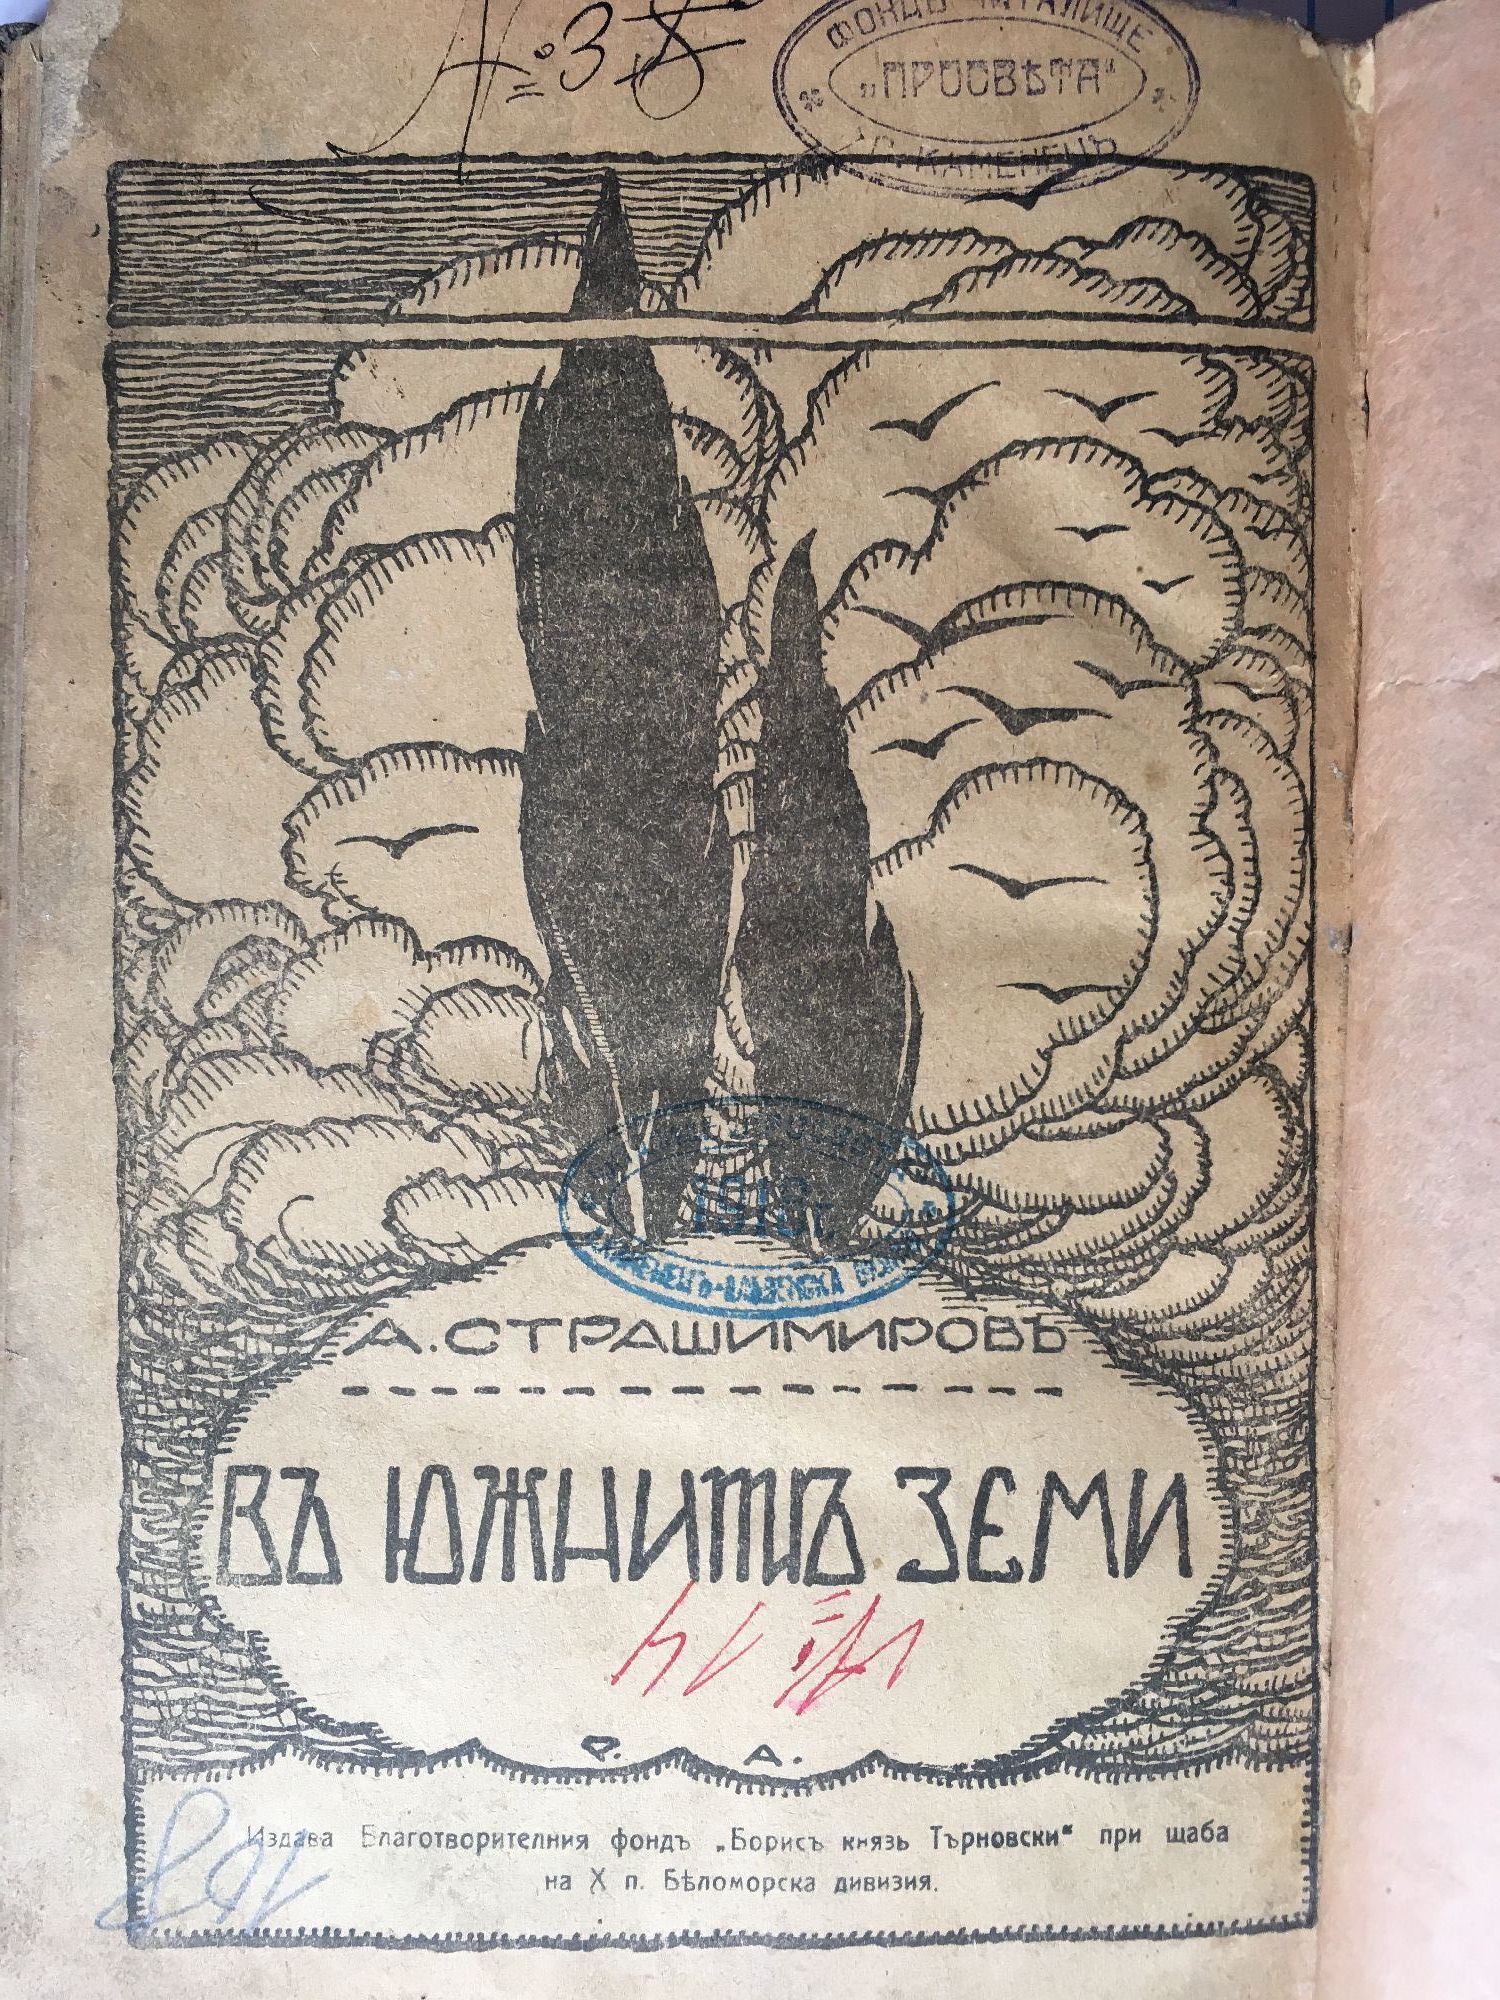 № 38
ФОНДЪ ЧИТАЛИЩЕ
„ПРОСВѢТА“
С. КАМЕНЕЦЪ
1918
А. СТРАШИМИРОВЪ
ВЪ ЮЖНИТѢ ЗЕМИ
Р. А.
Издава Благотворителния фондъ „Борисъ князь Търновски“ при щаба
на X п. Бѣломорска дивизия.